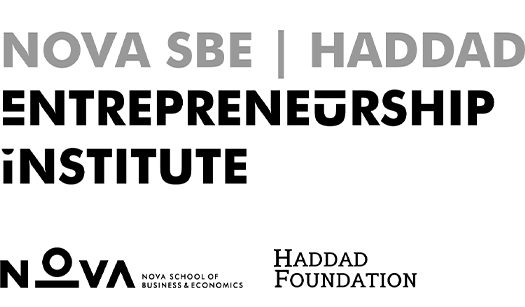 NOVA SBE | HADDAD
ENTREPRENEURSHIP
iNSTITUTE
NOVA NOVA SCHOOL OF
BUSINESS & ECONOMICS
HADDAD
FOUNDATION